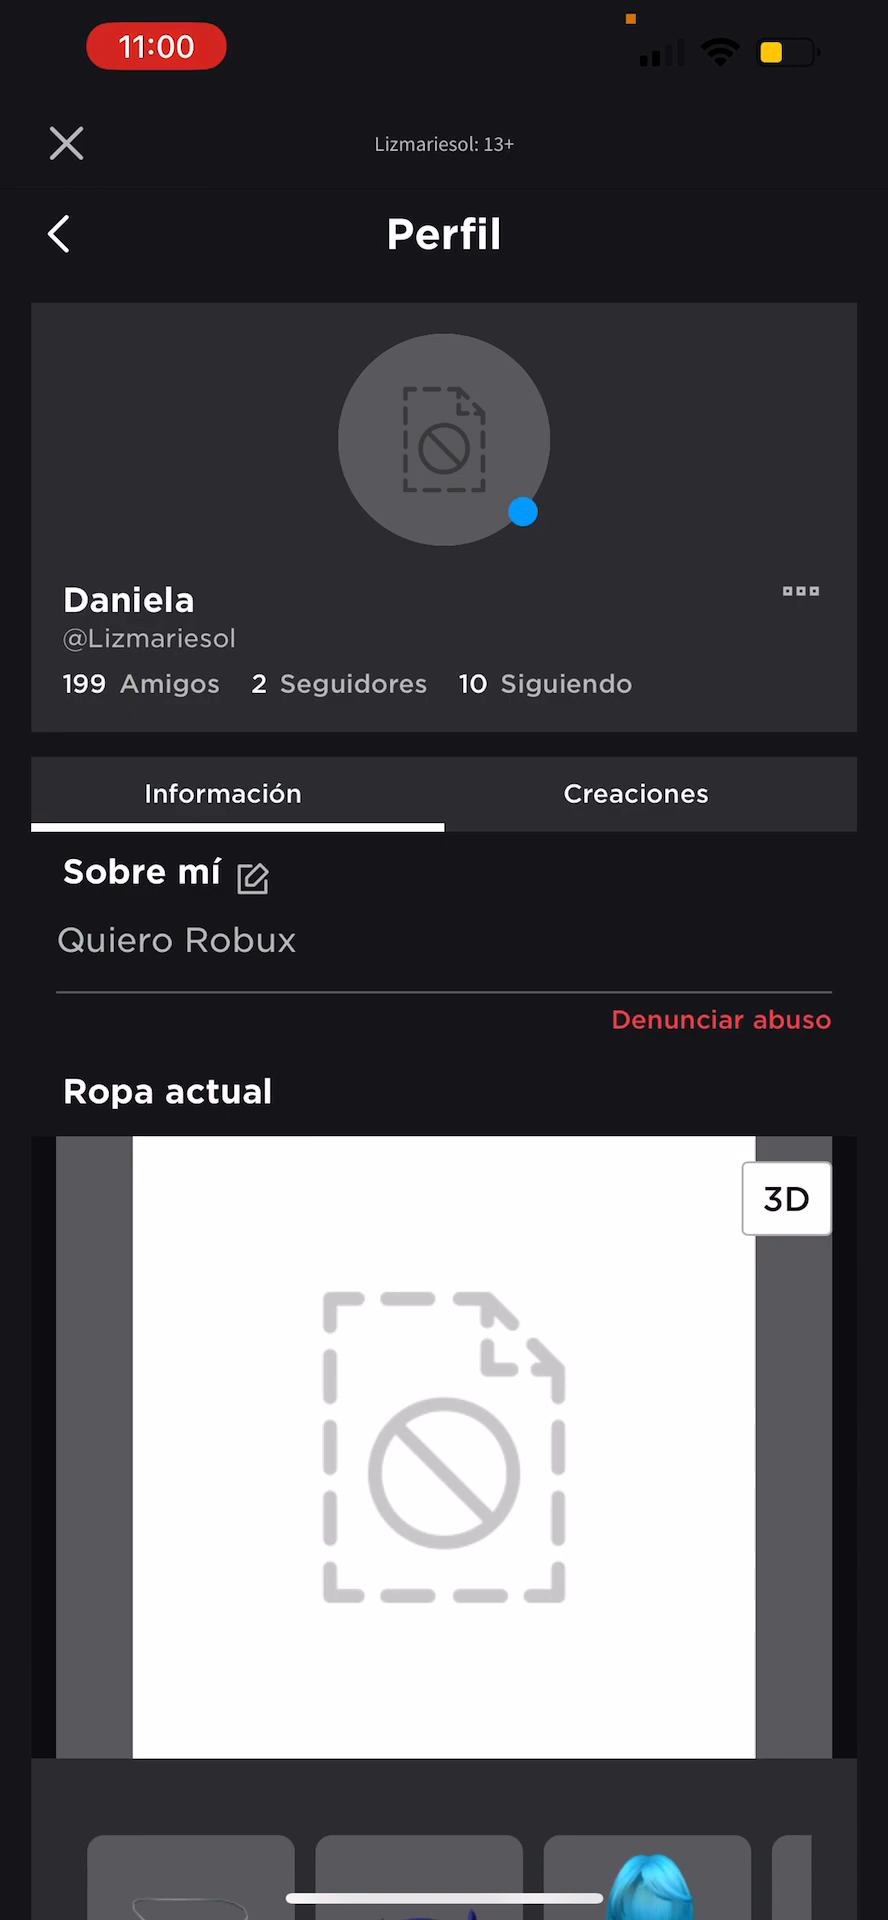 11:00
Lizmariesol: 13+
Perfil
Daniela
@Lizmariesol
199 Amigos 2 Seguidores 10 Siguiendo
Información Creaciones
Sobre mí
Quiero Robux
Denunciar abuso
Ropa actual
3D